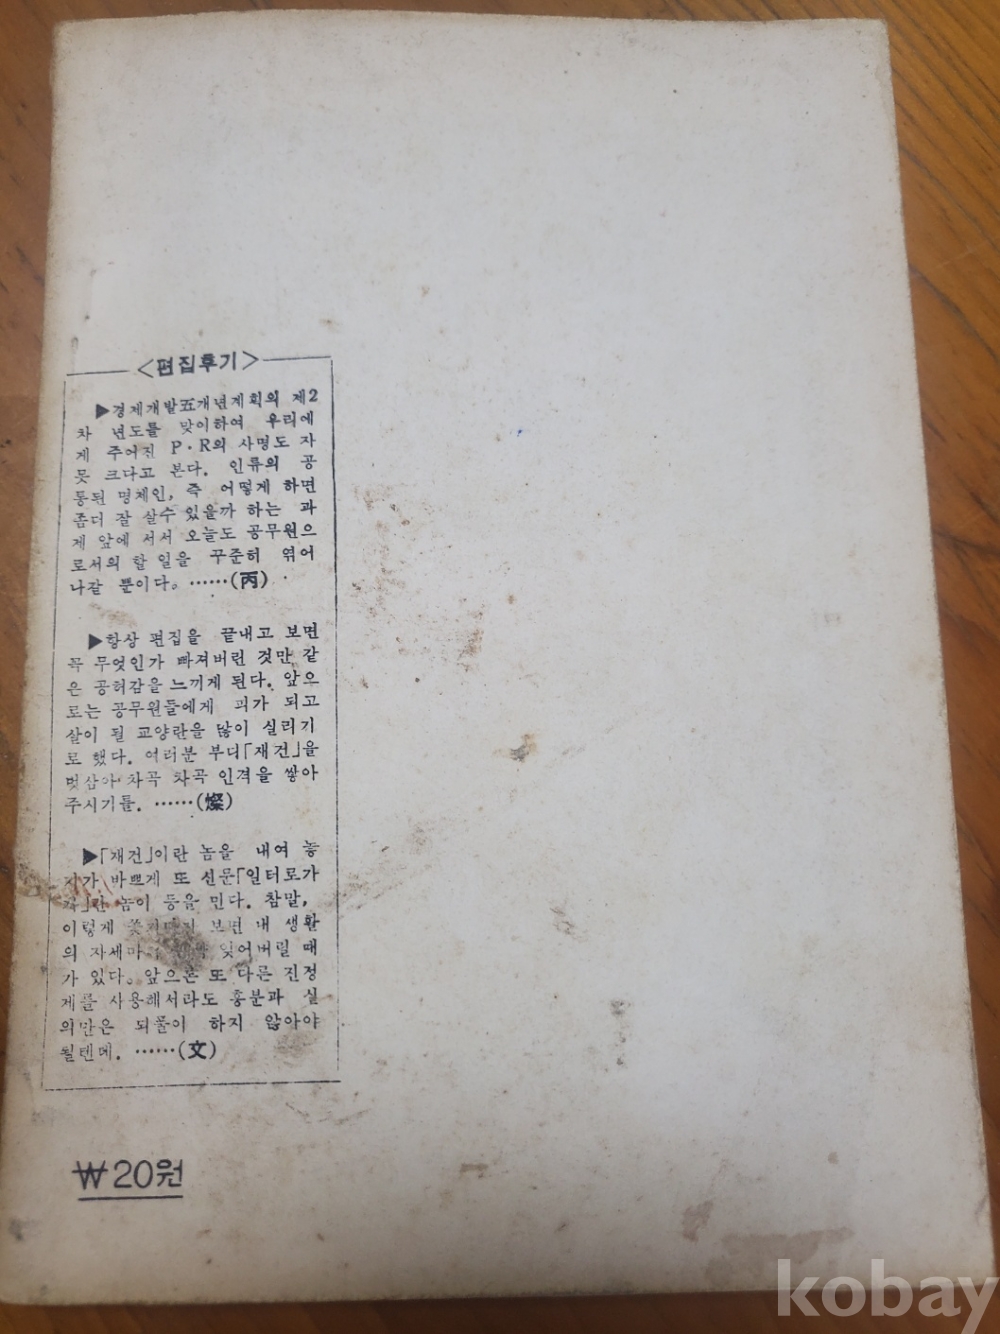 <편집후기>
▶경제개발五개년계획의 제2
차 년도를 맞이하여 우리에
게 주어진 P·R의 사명도 자
못 크다고 본다. 인류의 공
통된 명제인, 즉 어떻게 하면
좀더 잘 살수 있을까 하는 과
제 앞에 서서 오늘도 공무원으
로서의 할 일을 꾸준히 엮어
나갈 뿐이다. ……(丙)
▶항상 편집을 끝내고 보면
꼭 무엇인가 빠져버린 것만 같
은 공허감을 느끼게 된다. 앞으
로는 공무원들에게 피가 되고
살이 될 교양란을 많이 실리기
로 했다. 여러분 부디「재건」을
벗삼아 차곡 차곡 인격을 쌓아
주시기를. ……(燦)
▶「재건」이란 놈을 내여 놓
가 바쁘게 또 신문「일터로가
」란 놈이 등을 민다. 참말,
이렇게 보면 내 생활
의 자세마 잊어버릴 때
가 있다. 앞으론 또 다른 진정
제를 사용해서라도 흥분과 실
의만은 되풀이 하지 않아야
될텐데. ……(文)
₩20원
kobay